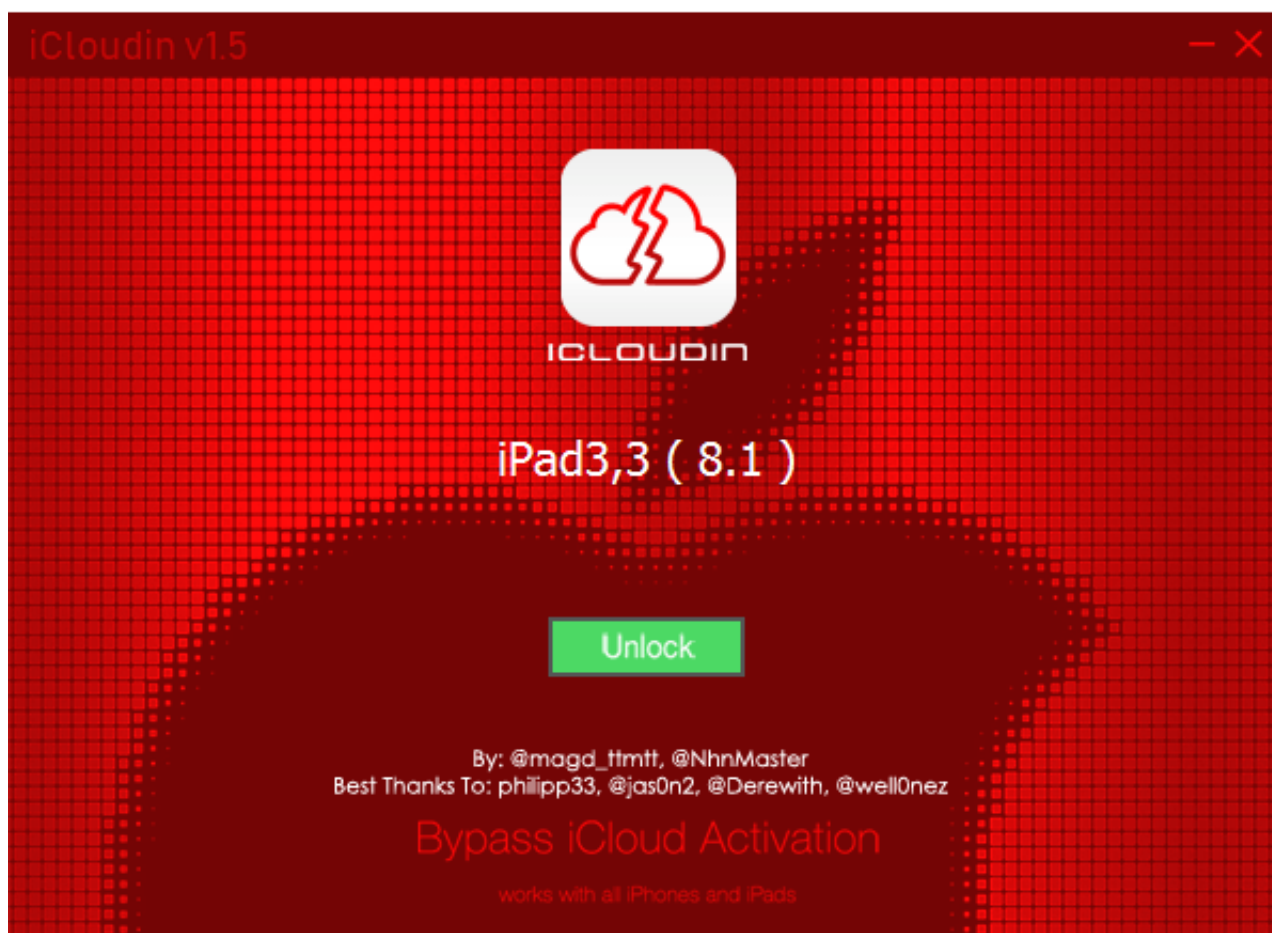 iCloudin v1.5
ICLOUDIN
iPad3,3 ( 8.1 )
Unlock
By: @magd_ttmtt, @NhnMaster
Best Thanks To: philipp33, @jas0n2, @Derewith, @well0nez
Bypass iCloud Activation
works with all iPhones and iPads